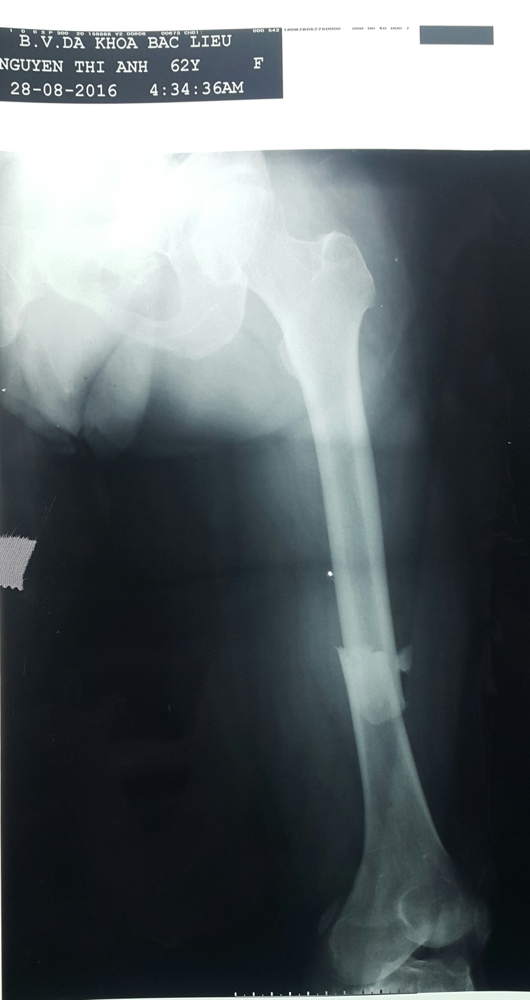 B.V.DA KHOA BAC LIEU
NGUYEN THI ANH 62Y F
28-08-2016 4:34:36AM